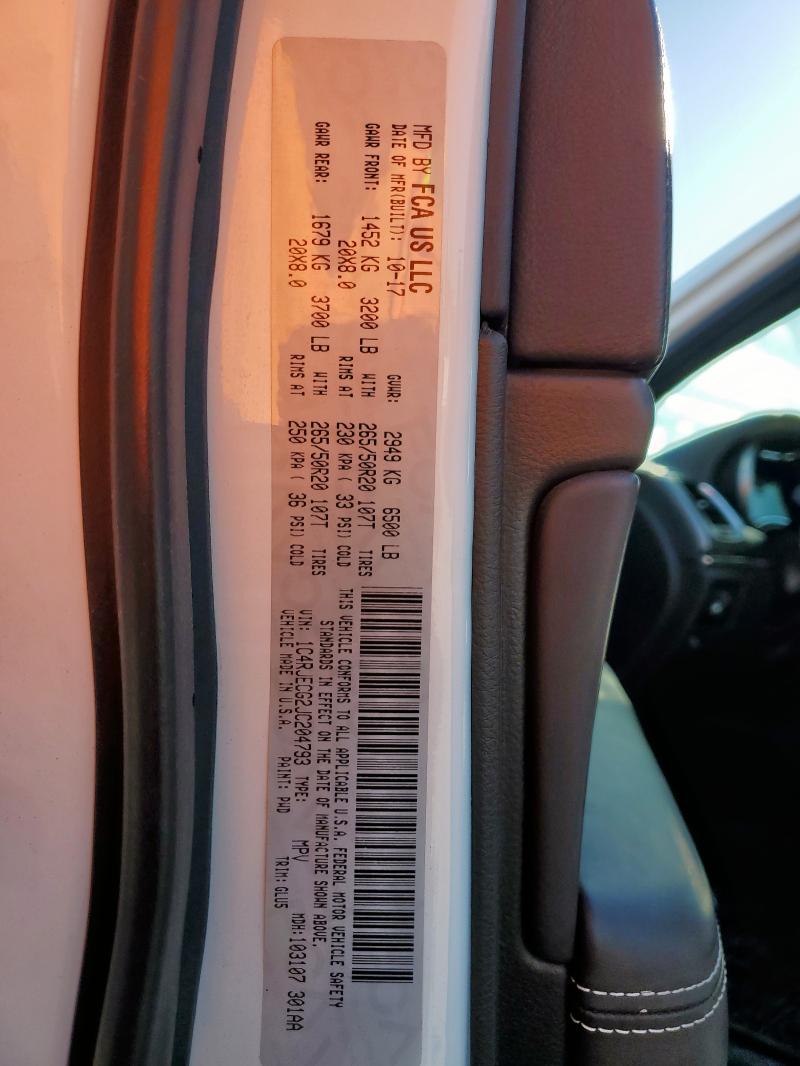 MFD BY FCA US LLC
DATE OF MFR(BUILT): 10-17 GVWR: 2949 KG 6500 LB
GAWR FRONT: 1452 KG 3200 LB WITH 265/50R20 107T TIRES
20X8.0 RIMS AT 230 KPA ( 33 PSI) COLD
GAWR REAR: 1679 KG 3700 LB WITH 265/50R20 107T TIRES
20X8.0 RIMS AT 250 KPA ( 36 PSI) COLD
THIS VEHICLE CONFORMS TO ALL APPLICABLE U.S.A. FEDERAL MOTOR VEHICLE SAFETY
STANDARDS IN EFFECT ON THE DATE OF MANUFACTURE SHOWN ABOVE.
VIN: 1C4RJECG2JC204793 TYPE: MPV MDH:103107 301AA
VEHICLE MADE IN U.S.A. PAINT: PWD TRIM: GLU5